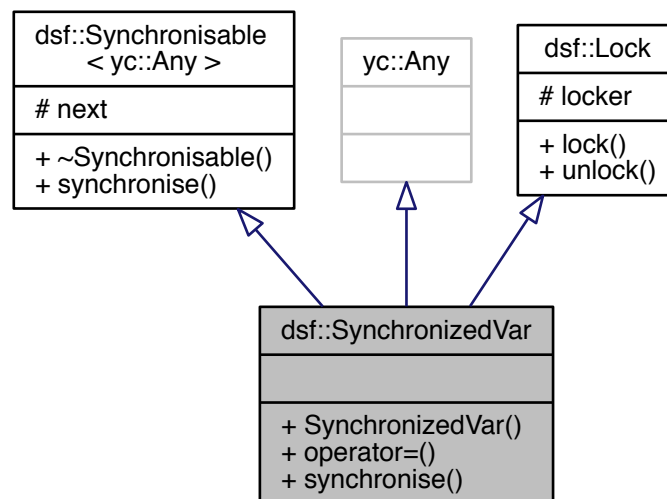 dsf::Synchronisable
< yc::Any >
# next
+ ~Synchronisable()
+ synchronise()
yc::Any
dsf::Lock
# locker
+ lock()
+ unlock()
dsf::SynchronizedVar
+ SynchronizedVar()
+ operator=()
+ synchronise()